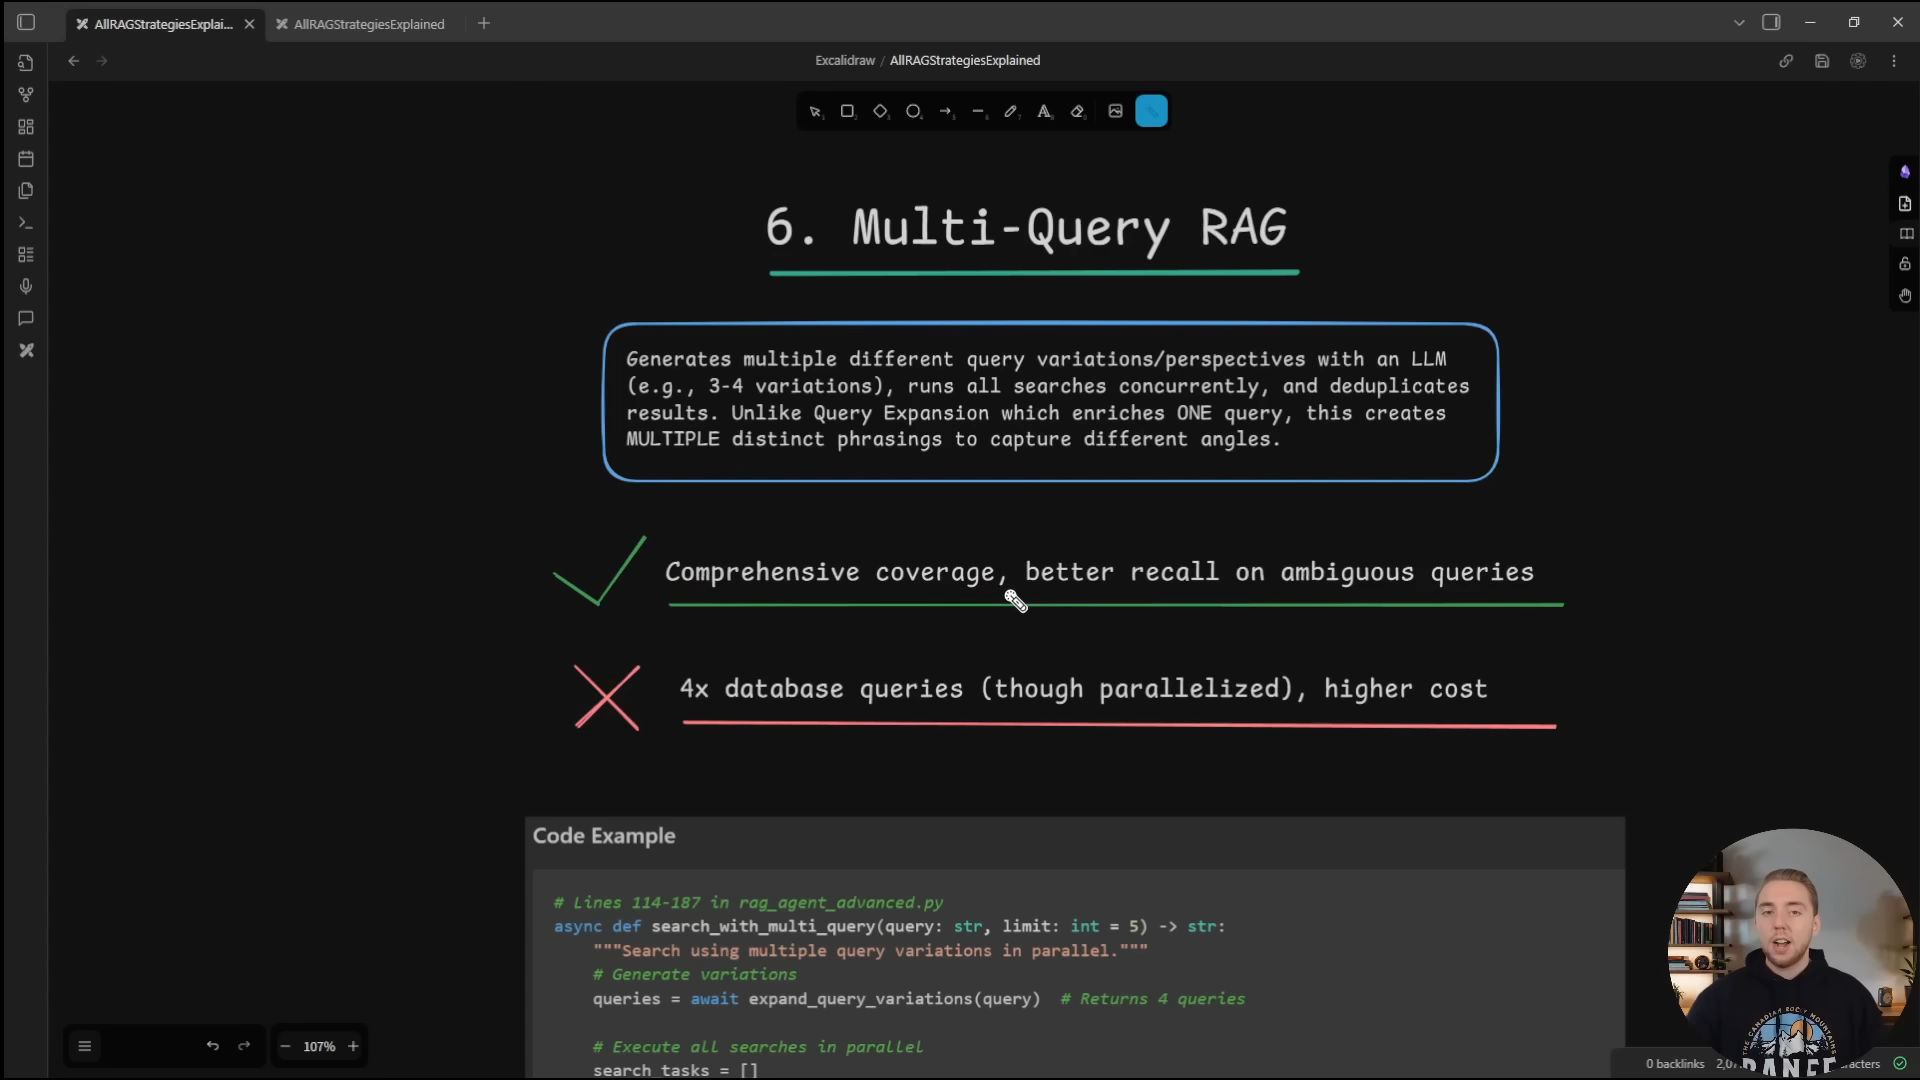 AllRAGStrategiesExplai...
AllRAGStrategiesExplained
Excalidraw / AllRAGStrategiesExplained
6. Multi-Query RAG
Generates multiple different query variations/perspectives with an LLM
(e.g., 3-4 variations), runs all searches concurrently, and deduplicates
results. Unlike Query Expansion which enriches ONE query, this creates
MULTIPLE distinct phrasings to capture different angles.
Comprehensive coverage, better recall on ambiguous queries
4x database queries (though parallelized), higher cost
Code Example
# Lines 114-187 in rag_agent_advanced.py
async def search_with_multi_query(query: str, limit: int = 5) -> str:
"""Search using multiple query variations in parallel."""
# Generate variations
queries = await expand_query_variations(query)  # Returns 4 queries
# Execute all searches in parallel
search_tasks = []
107%
THE CANADIAN ROCKY MOUNTAINS
BANFF
0 backlinks